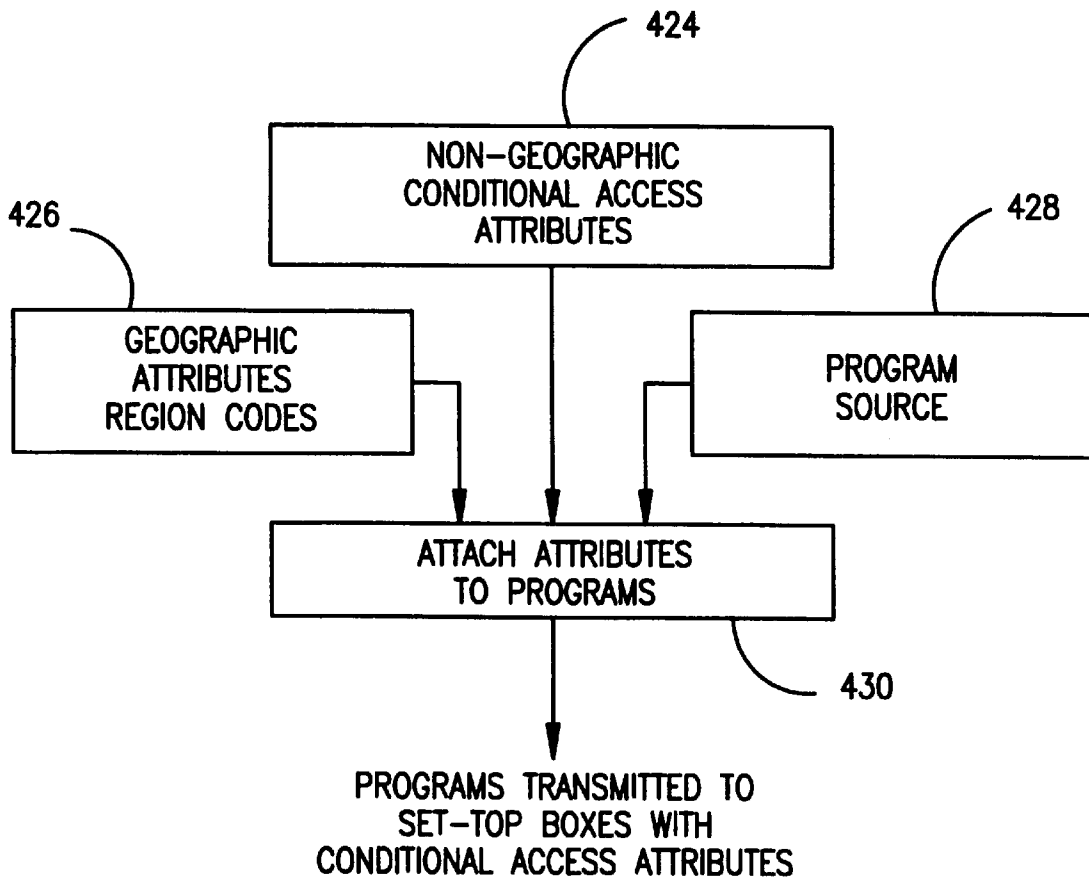 424
NON-GEOGRAPHIC
CONDITIONAL ACCESS
ATTRIBUTES
426
428
GEOGRAPHIC
ATTRIBUTES
REGION CODES
PROGRAM
SOURCE
ATTACH ATTRIBUTES
TO PROGRAMS
430
PROGRAMS TRANSMITTED TO
SET-TOP BOXES WITH
CONDITIONAL ACCESS ATTRIBUTES